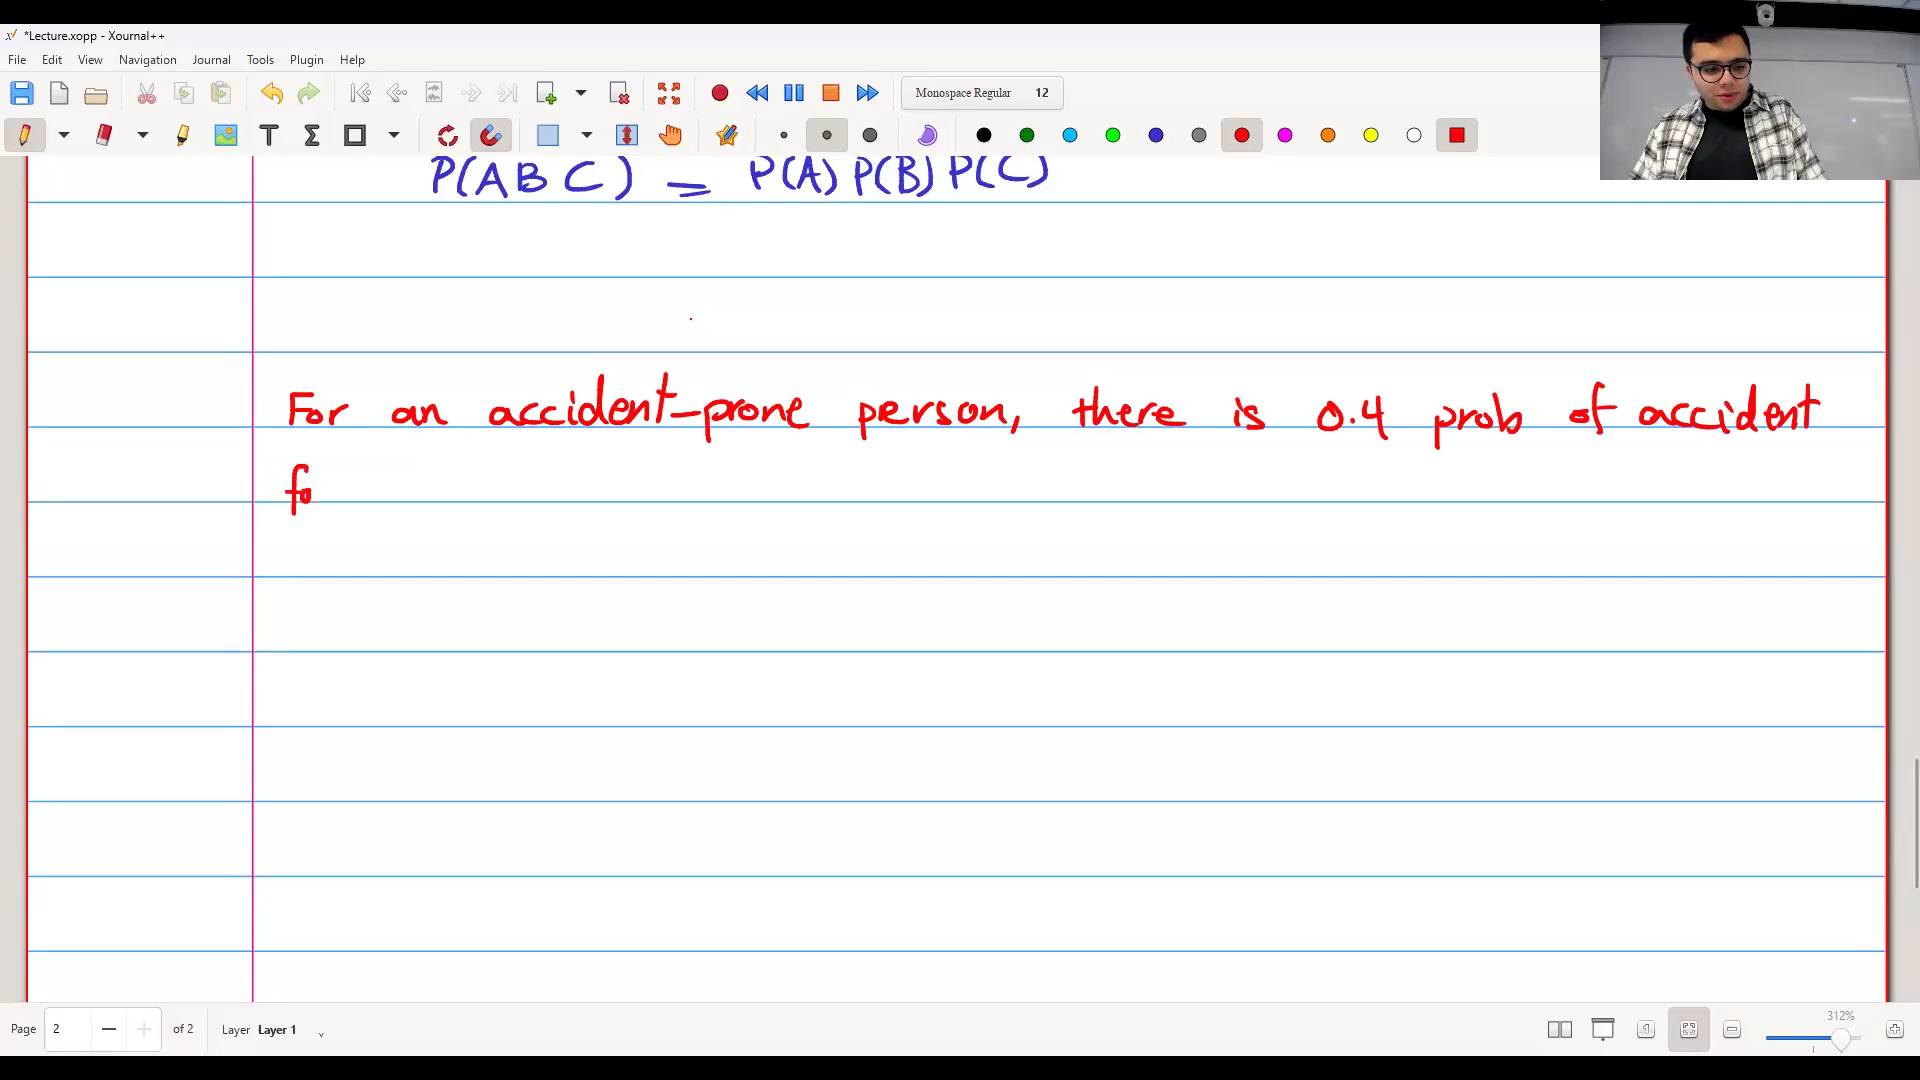 *Lecture.xopp - Xournal++
File Edit View Navigation Journal Tools Plugin Help
Monospace Regular 12
P(ABC) = P(A) P(B) P(C)
For an accident-prone person, there is 0.4 prob of accident
fo
Page 2 of 2 Layer Layer 1
312%